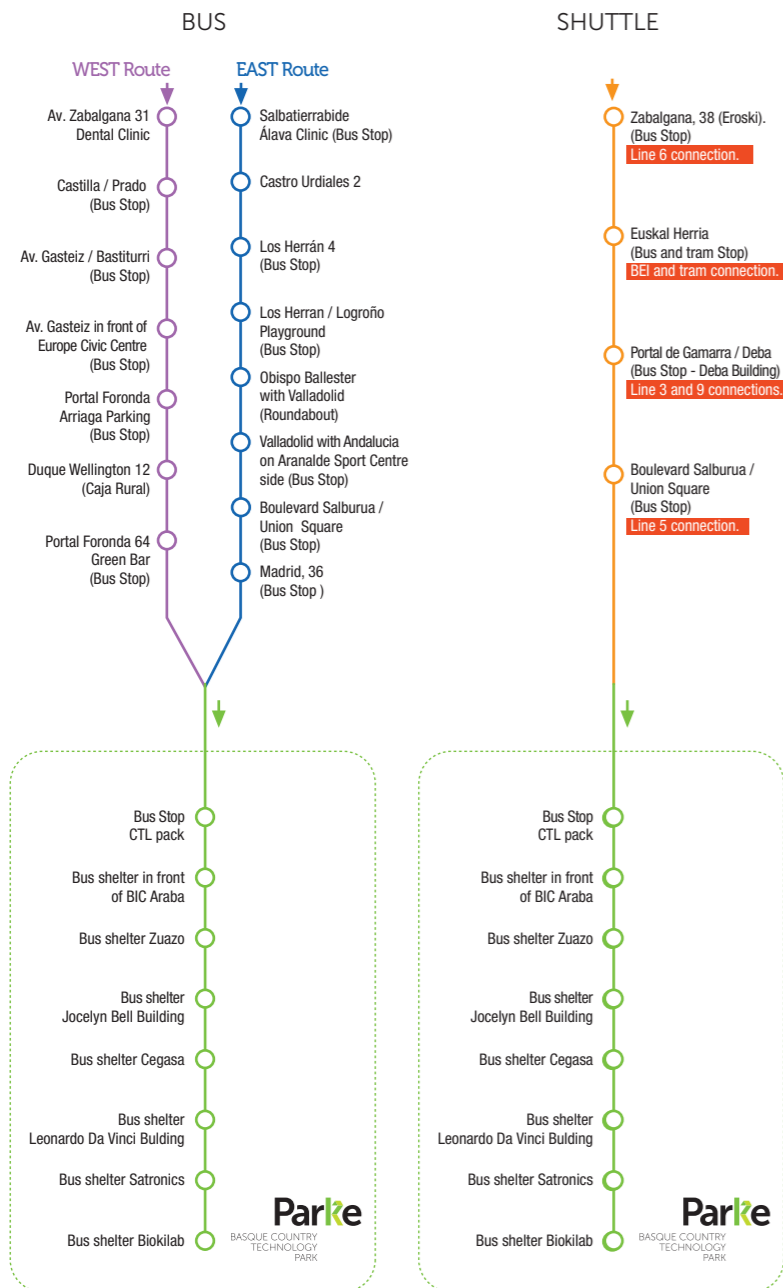 BUS
WEST Route
EAST Route
Av. Zabalgana 31
Dental Clinic
Castilla / Prado
(Bus Stop)
Av. Gasteiz / Bastiturri
(Bus Stop)
Av. Gasteiz in front of
Europe Civic Centre
(Bus Stop)
Portal Foronda
Arriaga Parking
(Bus Stop)
Duque Wellington 12
(Caja Rural)
Portal Foronda 64
Green Bar
(Bus Stop)
Salbatierrabide
Álava Clinic (Bus Stop)
Castro Urdiales 2
Los Herrán 4
(Bus Stop)
Los Herran / Logroño
Playground
(Bus Stop)
Obispo Ballester
with Valladolid
(Roundabout)
Valladolid with Andalucia
on Aranalde Sport Centre
side (Bus Stop)
Boulevard Salburua /
Union Square
(Bus Stop)
Madrid, 36
(Bus Stop )
Bus Stop
CTL pack
Bus shelter in front
of BIC Araba
Bus shelter Zuazo
Bus shelter
Jocelyn Bell Building
Bus shelter Cegasa
Bus shelter
Leonardo Da Vinci Bulding
Bus shelter Satronics
Bus shelter Biokilab
Parke
BASQUE COUNTRY
TECHNOLOGY
PARK
SHUTTLE
Zabalgana, 38 (Eroski).
(Bus Stop)
Line 6 connection.
Euskal Herria
(Bus and tram Stop)
BEI and tram connection.
Portal de Gamarra / Deba
(Bus Stop - Deba Building)
Line 3 and 9 connections.
Boulevard Salburua /
Union Square
(Bus Stop)
Line 5 connection.
Bus Stop
CTL pack
Bus shelter in front
of BIC Araba
Bus shelter Zuazo
Bus shelter
Jocelyn Bell Building
Bus shelter Cegasa
Bus shelter
Leonardo Da Vinci Bulding
Bus shelter Satronics
Bus shelter Biokilab
Parke
BASQUE COUNTRY
TECHNOLOGY
PARK